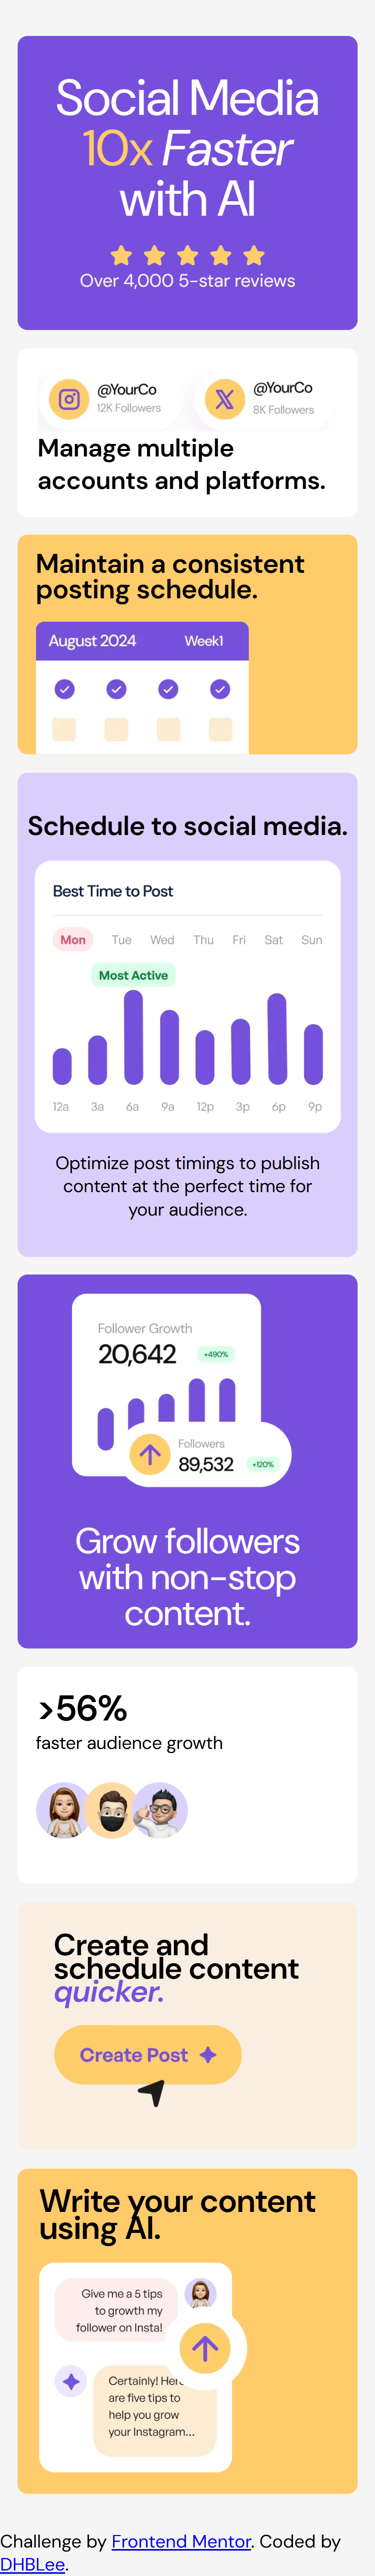 Social Media
10x Faster
with AI
Over 4,000 5-star reviews
@YourCo
12K Followers
@YourCo
8K Followers
Manage multiple
accounts and platforms.
Maintain a consistent
posting schedule.
August 2024 Week1
Schedule to social media.
Best Time to Post
Mon Tue Wed Thu Fri Sat Sun
Most Active
12a 3a 6a 9a 12p 3p 6p 9p
Optimize post timings to publish
content at the perfect time for
your audience.
Follower Growth
20,642 +490%
Followers
89,532 +120%
Grow followers
with non-stop
content.
>56%
faster audience growth
Create and
schedule content
quicker.
Create Post
Write your content
using AI.
Give me a 5 tips
to growth my
follower on Insta!
Certainly! Here
are five tips to
help you grow
your Instagram...
Challenge by Frontend Mentor. Coded by
DHBLee.